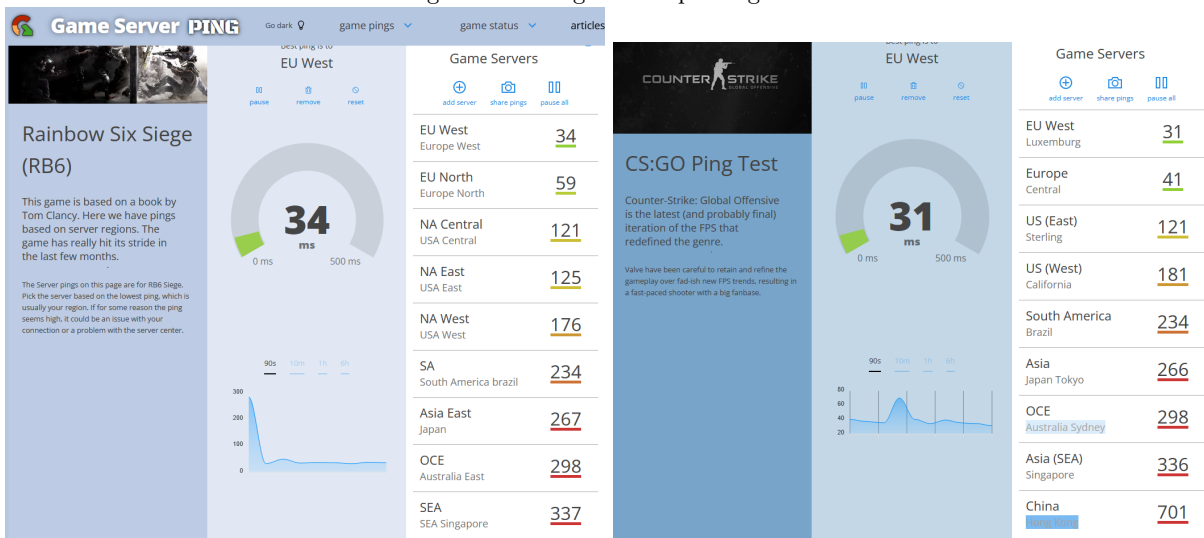 Game Server PING
Go dark
game pings
game status
articles
Rainbow Six Siege
(RB6)
This game is based on a book by
Tom Clancy. Here we have pings
based on server regions. The
game has really hit its stride in
the last few months.
The Server pings on this page are for RB6 Siege.
Pick the server based on the lowest ping, which is
usually your region. If for some reason the ping
seems high, it could be an issue with your
connection or a problem with the server center.
EU West
pause
remove
reset
34
ms
0 ms
500 ms
90s
10m
1h
6h
300
200
100
0
Game Servers
add server
share pings
pause all
EU West
34
Europe West
EU North
59
Europe North
NA Central
121
USA Central
NA East
125
USA East
NA West
176
USA West
SA
234
South America brazil
Asia East
267
Japan
OCE
298
Australia East
SEA
337
SEA Singapore
COUNTER STRIKE
GLOBAL OFFENSIVE
CS:GO Ping Test
Counter-Strike: Global Offensive
is the latest (and probably final)
iteration of the FPS that
redefined the genre.
Valve have been careful to retain and refine the
gameplay over fad-ish new FPS trends, resulting in
a fast-paced shooter with a big fanbase.
EU West
pause
remove
reset
31
ms
0 ms
500 ms
90s
10m
1h
6h
80
60
40
20
Game Servers
add server
share pings
pause all
EU West
31
Luxemburg
Europe
41
Central
US (East)
121
Sterling
US (West)
181
California
South America
234
Brazil
Asia
266
Japan Tokyo
OCE
298
Australia Sydney
Asia (SEA)
336
Singapore
China
701
Hong Kong